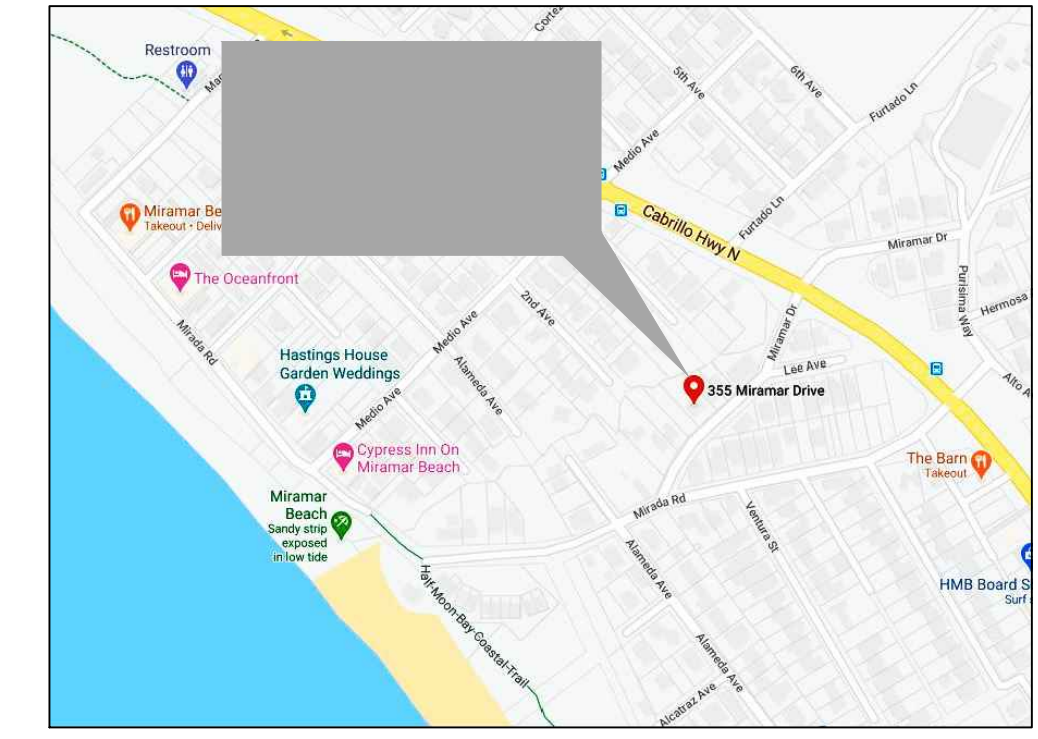 Cortez
Restroom
5th Ave
6th Ave
Furtado Ln
Medio Ave
Miramar Be
Takeout • Deliv
Cabrillo Hwy N
Furtado Ln
Miramar Dr
The Oceanfront
Purisima Way
Hermosa
2nd Ave
Mirada Rd
Medio Ave
Miramar Dr
Hastings House
Garden Weddings
Alameda Ave
Lee Ave
355 Miramar Drive
Alto A
Medio Ave
Cypress Inn On
Miramar Beach
The Barn
Takeout
Miramar
Beach
Sandy strip
exposed
in low tide
Mirada Rd
Ventura St
Alameda Ave
Half-Moon-Bay-Coastal-Trail
HMB Board S
Surf s
Alameda Ave
Alcatraz Ave